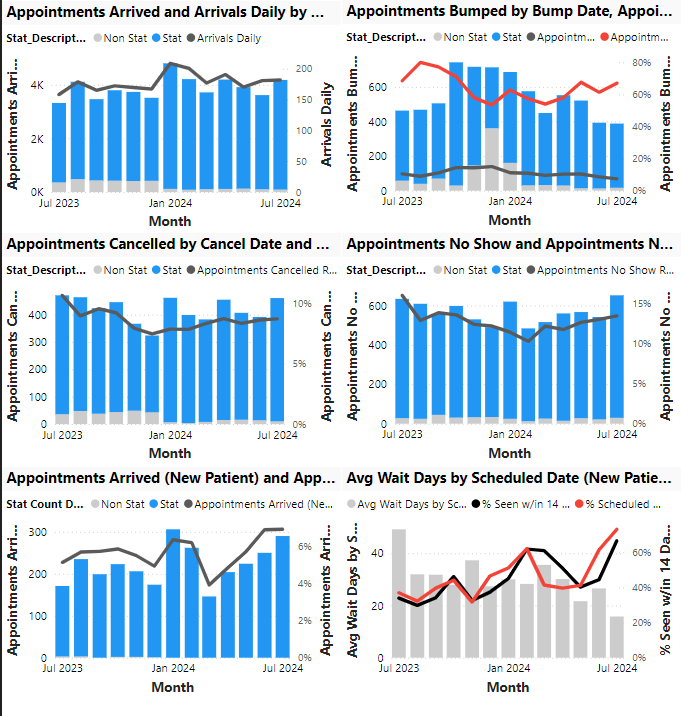 Appointments Arrived and Arrivals Daily by ...
Stat_Descript... Non Stat Stat Arrivals Daily
Appointments Arri...
4K
2K
0K
200
150
100
50
0
Arrivals Daily
Jul 2023 Jan 2024 Jul 2024
Month
Appointments Bumped by Bump Date, Appoi...
Stat_Descript... Non Stat Stat Appointm... Appointm...
Appointments Bum...
600
400
200
0
80%
60%
40%
20%
0%
Appointments Bum...
Jul 2023 Jan 2024 Jul 2024
Month
Appointments Cancelled by Cancel Date and ...
Stat_Descript... Non Stat Stat Appointments Cancelled R...
Appointments Can...
400
300
200
100
0
10%
5%
0%
Appointments Can...
Jul 2023 Jan 2024 Jul 2024
Month
Appointments No Show and Appointments N...
Stat_Descript... Non Stat Stat Appointments No Show R...
Appointments No ...
600
400
200
0
15%
10%
5%
0%
Appointments No ...
Jul 2023 Jan 2024 Jul 2024
Month
Appointments Arrived (New Patient) and App...
Stat Count D... Non Stat Stat Appointments Arrived (Ne...
Appointments Arri...
300
200
100
0
6%
4%
2%
0%
Appointments Arri...
Jul 2023 Jan 2024 Jul 2024
Month
Avg Wait Days by Scheduled Date (New Patie...
Avg Wait Days by Sc... % Seen w/in 14 ... % Scheduled ...
Avg Wait Days by S...
40
20
0
60%
40%
20%
0%
% Seen w/in 14 Da...
Jul 2023 Jan 2024 Jul 2024
Month